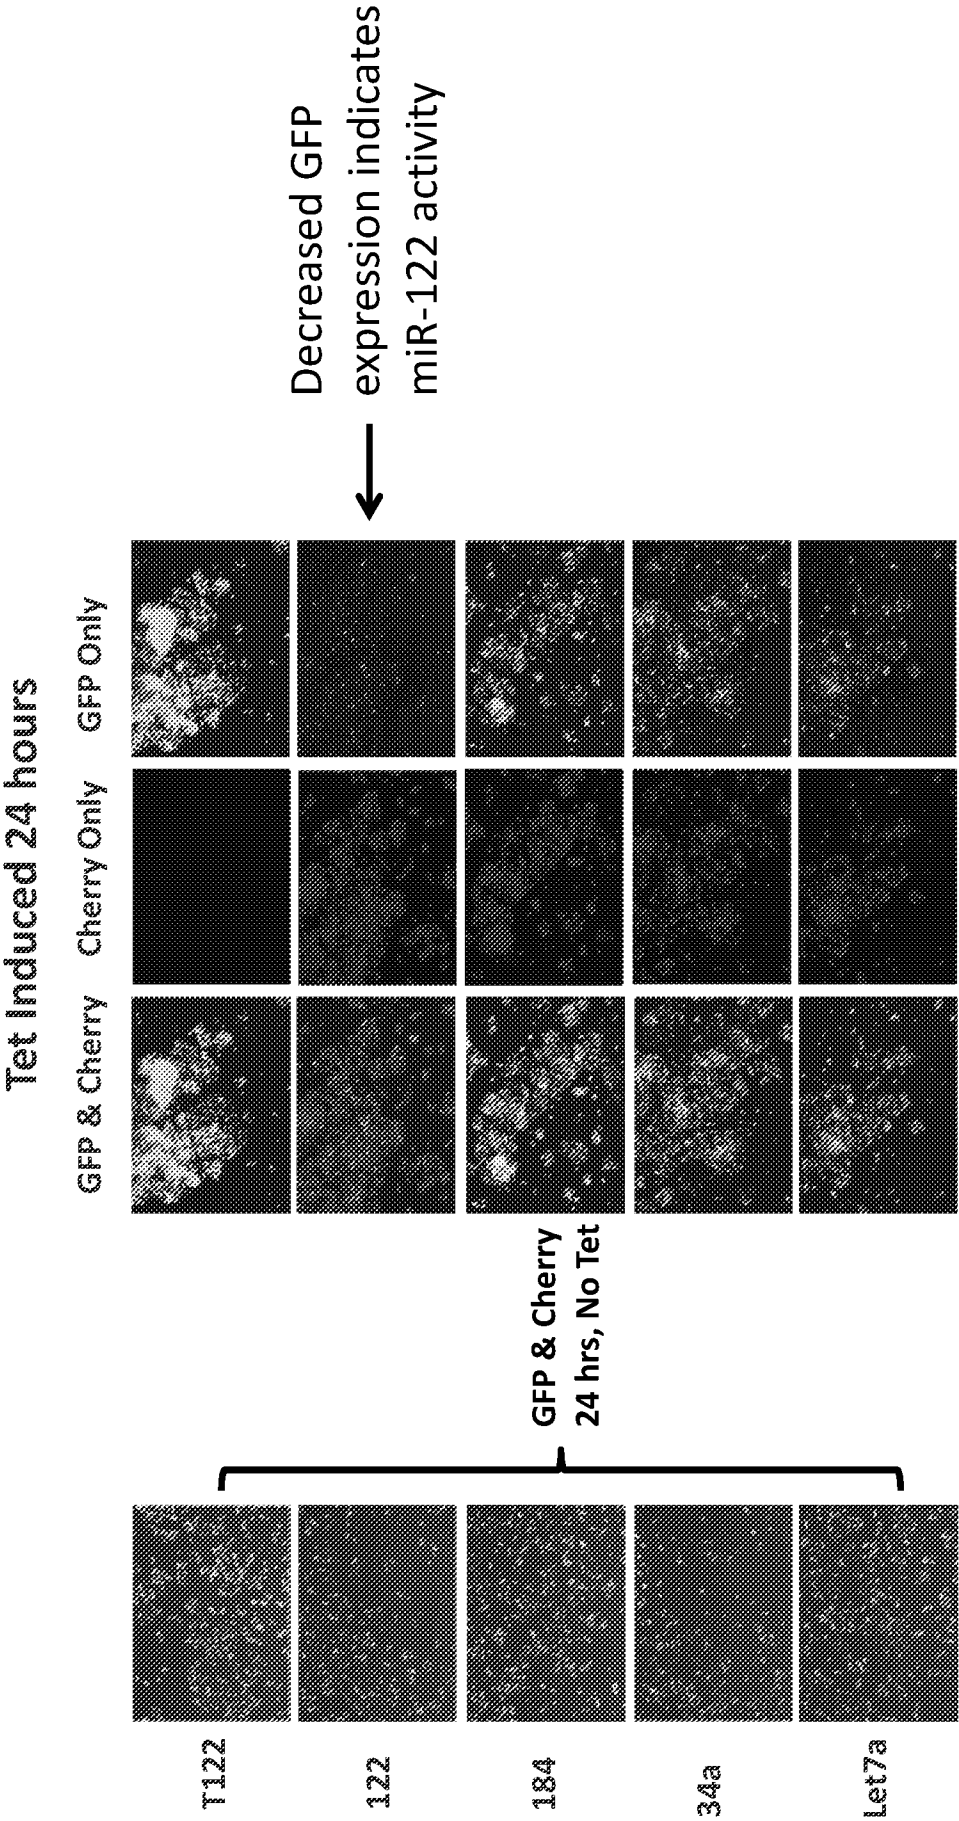 Tet Induced 24 hours
GFP & Cherry
Cherry Only
GFP Only
T122
122
184
34a
Let7a
GFP & Cherry
24 hrs, No Tet
Decreased GFP
expression indicates
miR-122 activity